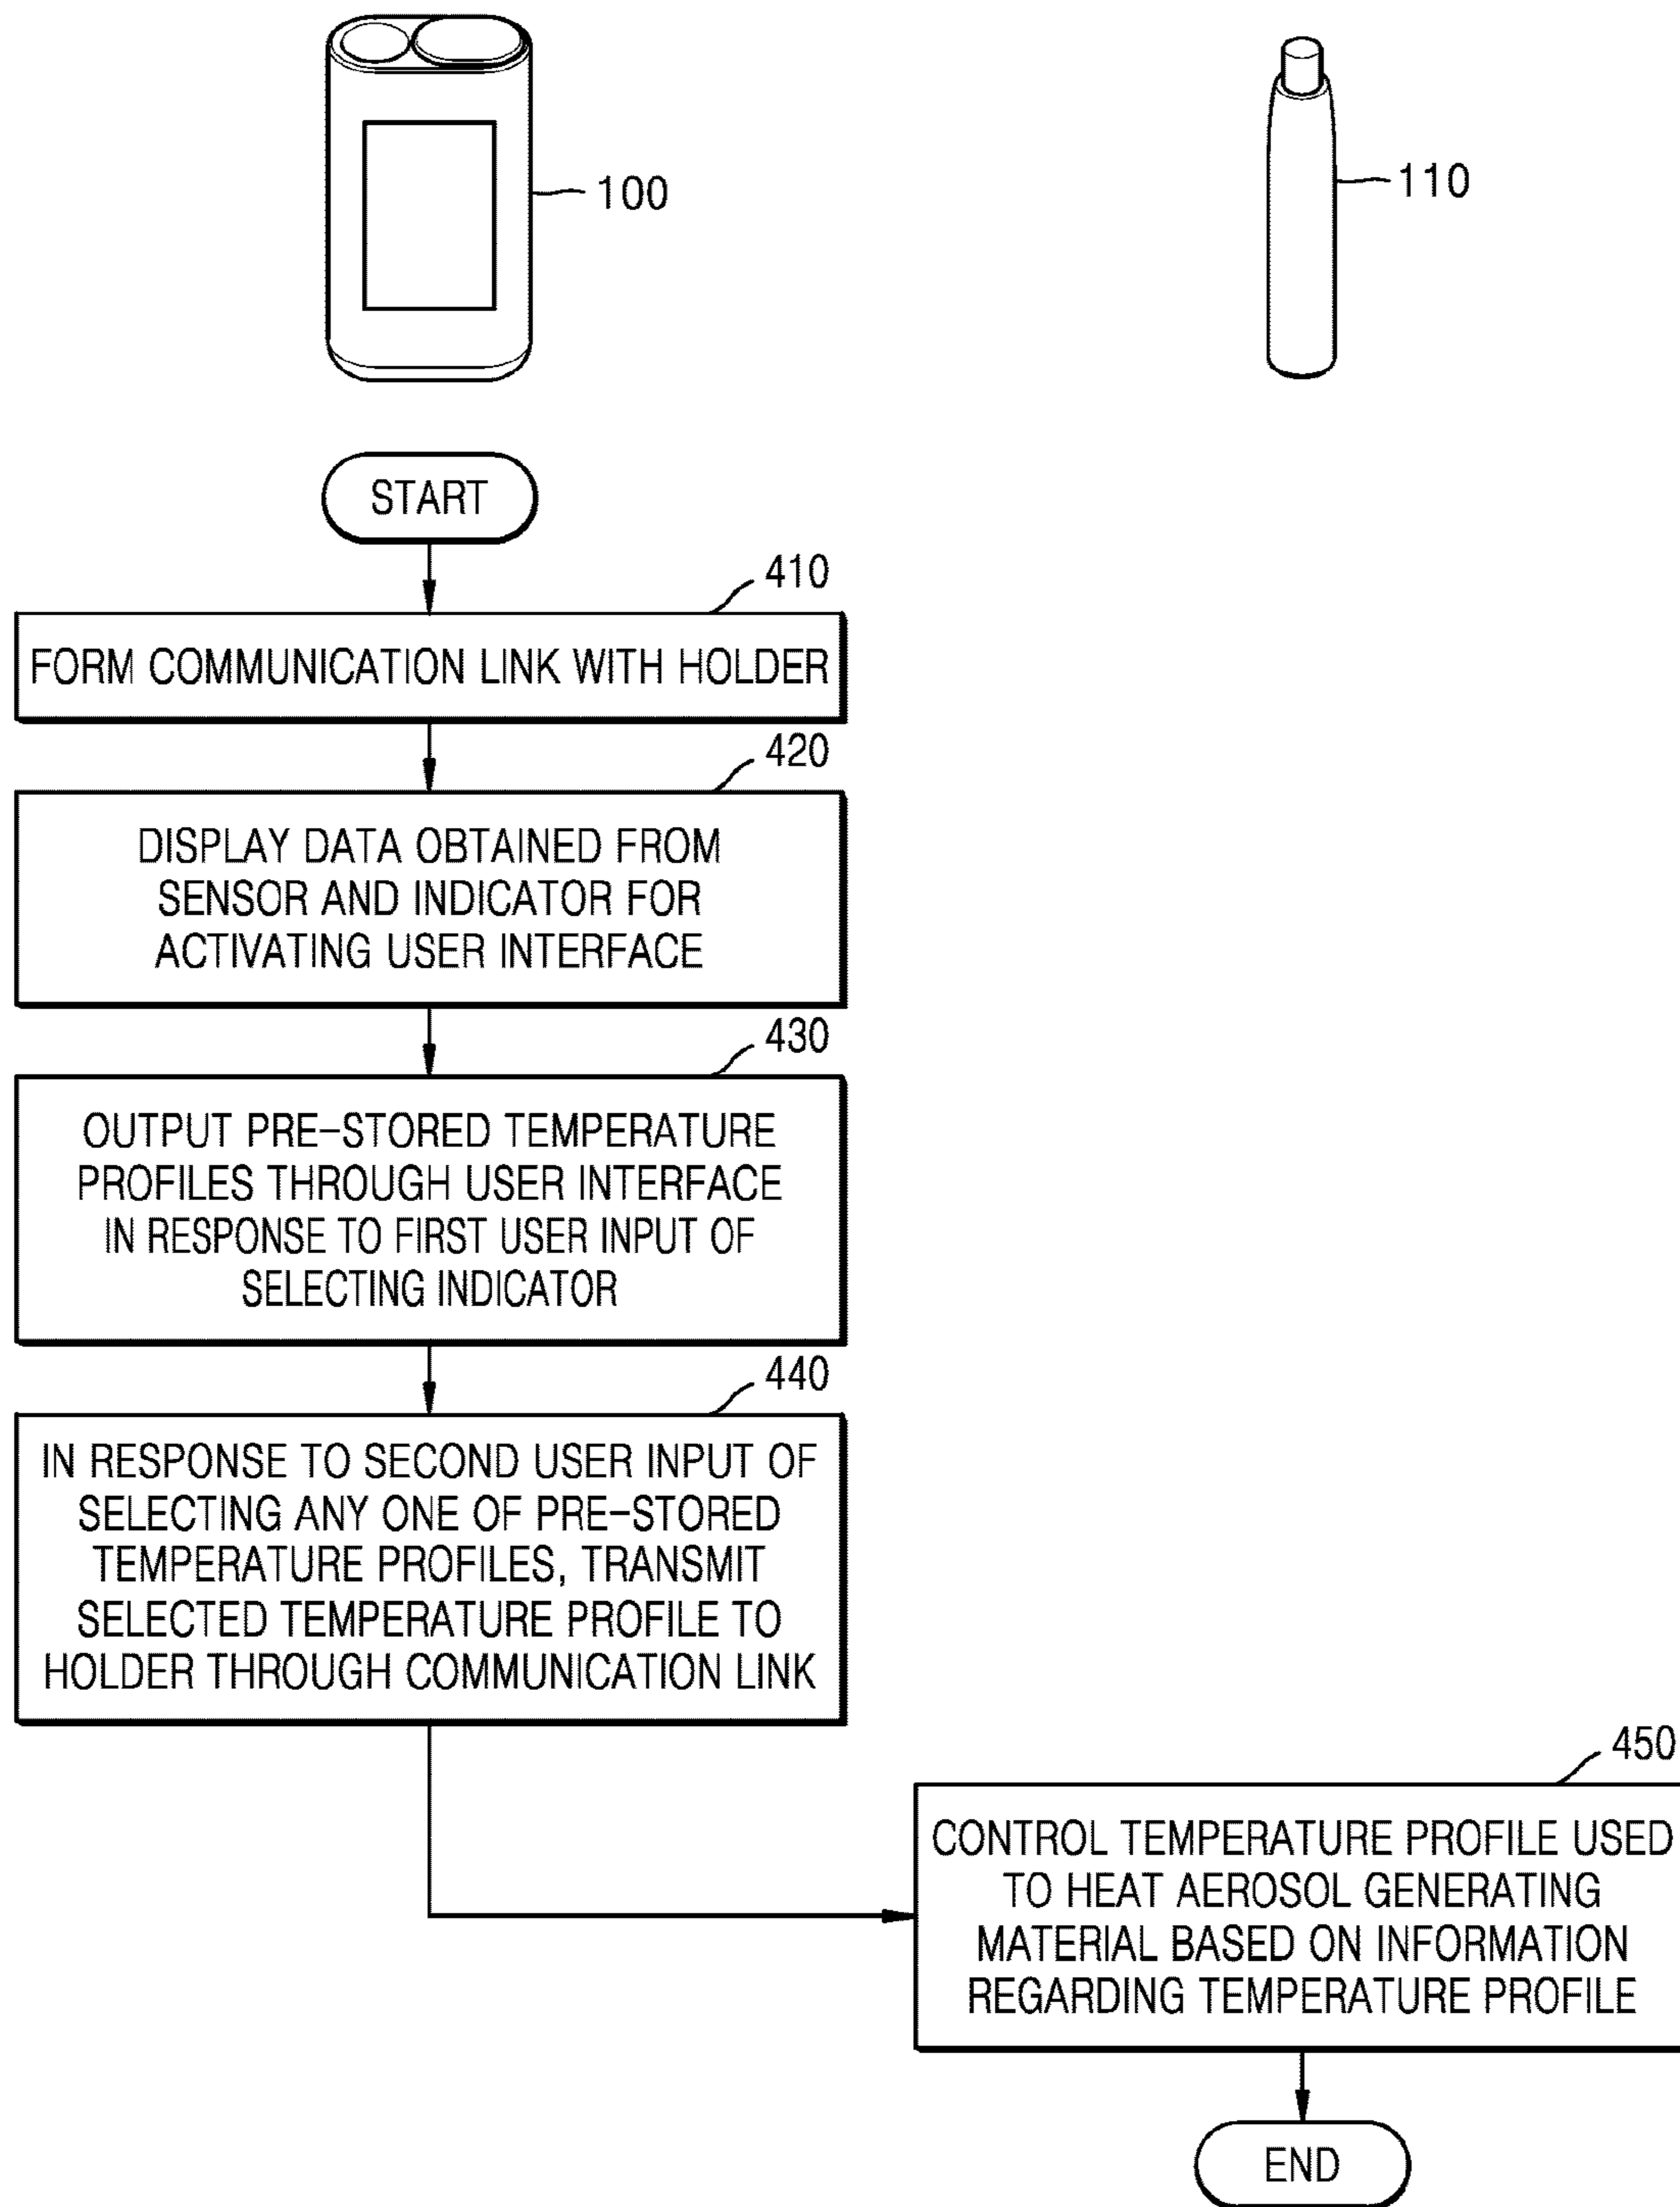 100
110
START
410
FORM COMMUNICATION LINK WITH HOLDER
420
DISPLAY DATA OBTAINED FROM
SENSOR AND INDICATOR FOR
ACTIVATING USER INTERFACE
430
OUTPUT PRE-STORED TEMPERATURE
PROFILES THROUGH USER INTERFACE
IN RESPONSE TO FIRST USER INPUT OF
SELECTING INDICATOR
440
IN RESPONSE TO SECOND USER INPUT OF
SELECTING ANY ONE OF PRE-STORED
TEMPERATURE PROFILES, TRANSMIT
SELECTED TEMPERATURE PROFILE TO
HOLDER THROUGH COMMUNICATION LINK
450
CONTROL TEMPERATURE PROFILE USED
TO HEAT AEROSOL GENERATING
MATERIAL BASED ON INFORMATION
REGARDING TEMPERATURE PROFILE
END